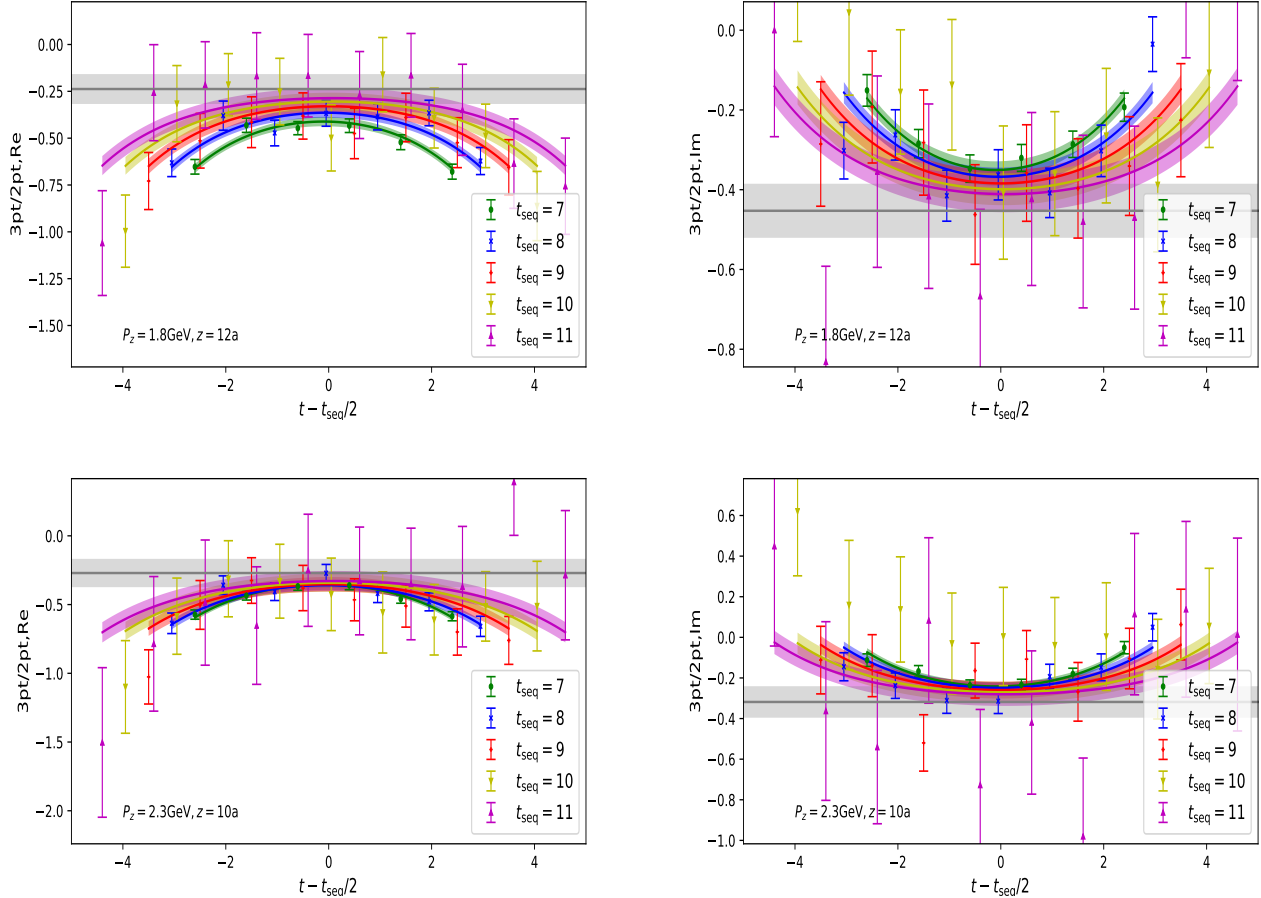 0.00
−0.25
−0.50
−0.75
−1.00
−1.25
−1.50
3pt/2pt,Re
P_z = 1.8GeV, z = 12a
t_seq = 7
t_seq = 8
t_seq = 9
t_seq = 10
t_seq = 11
−4 −2 0 2 4
t − t_seq/2
0.0
−0.2
−0.4
−0.6
−0.8
3pt/2pt,Im
P_z = 1.8GeV, z = 12a
t_seq = 7
t_seq = 8
t_seq = 9
t_seq = 10
t_seq = 11
−4 −2 0 2 4
t − t_seq/2
0.0
−0.5
−1.0
−1.5
−2.0
3pt/2pt,Re
P_z = 2.3GeV, z = 10a
t_seq = 7
t_seq = 8
t_seq = 9
t_seq = 10
t_seq = 11
−4 −2 0 2 4
t − t_seq/2
0.6
0.4
0.2
0.0
−0.2
−0.4
−0.6
−0.8
−1.0
3pt/2pt,Im
P_z = 2.3GeV, z = 10a
t_seq = 7
t_seq = 8
t_seq = 9
t_seq = 10
t_seq = 11
−4 −2 0 2 4
t − t_seq/2